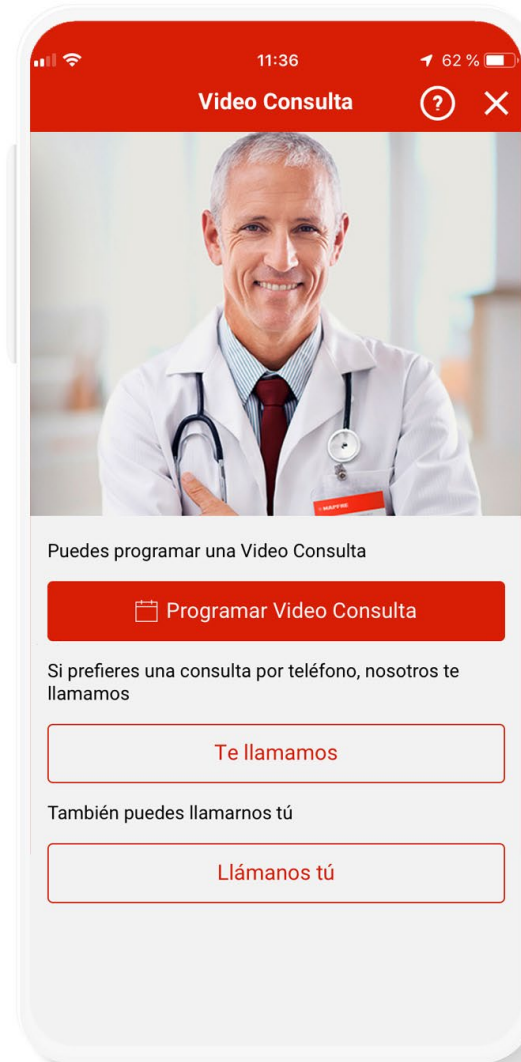 11:36
62 %
Video Consulta
?
MAPFRE
Puedes programar una Video Consulta
Programar Video Consulta
Si prefieres una consulta por teléfono, nosotros te
llamamos
Te llamamos
También puedes llamarnos tú
Llámanos tú